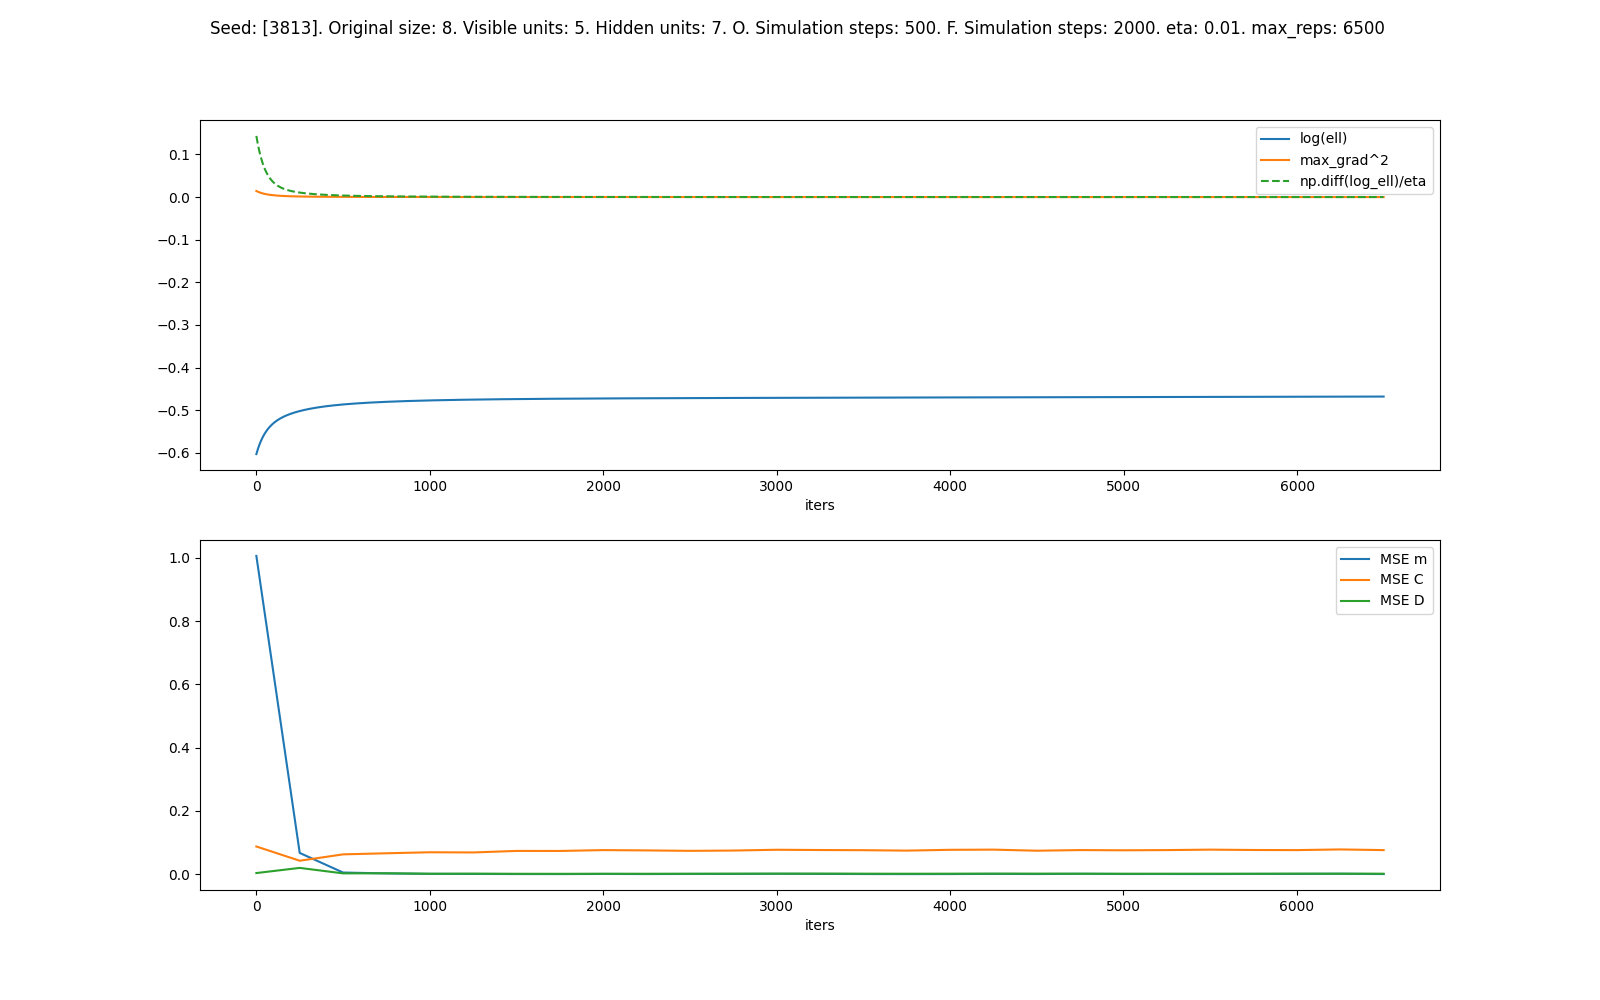 Seed: [3813]. Original size: 8. Visible units: 5. Hidden units: 7. O. Simulation steps: 500. F. Simulation steps: 2000. eta: 0.01. max_reps: 6500
log(ell)
max_grad^2
np.diff(log_ell)/eta
0.1
0.0
−0.1
−0.2
−0.3
−0.4
−0.5
−0.6
0 1000 2000 3000 4000 5000 6000
iters
MSE m
MSE C
MSE D
1.0
0.8
0.6
0.4
0.2
0.0
0 1000 2000 3000 4000 5000 6000
iters